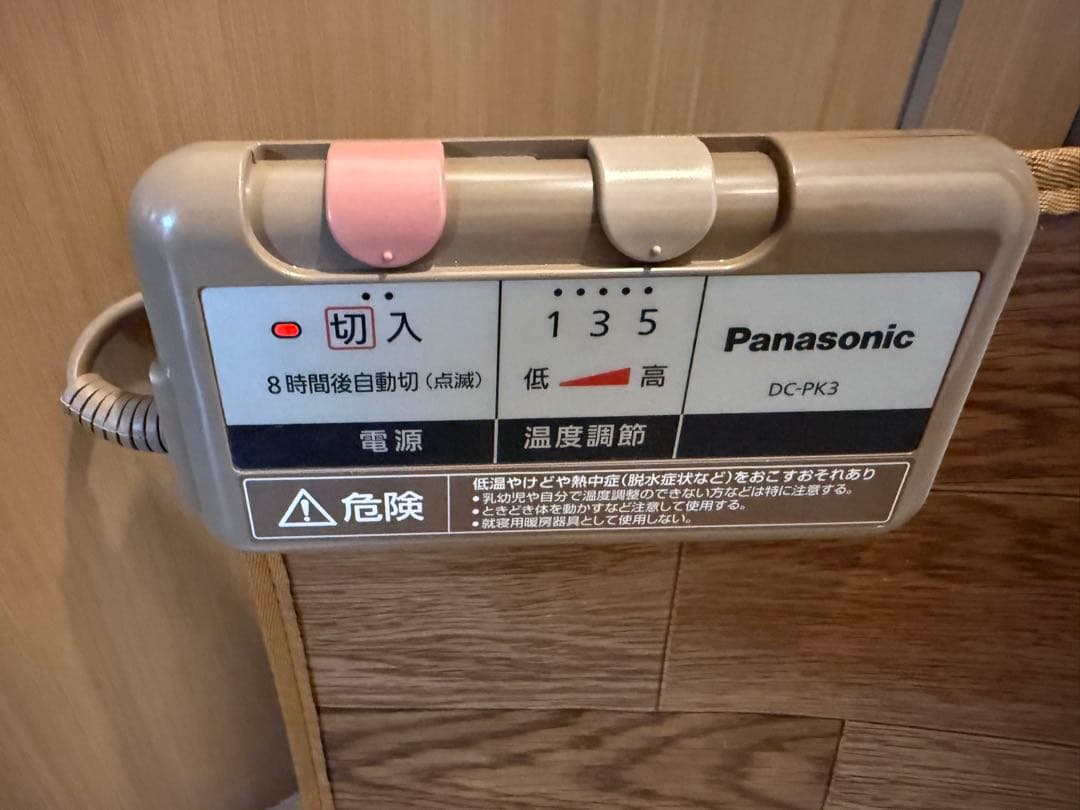 切 入
8時間後自動切(点滅)
電源
1 3 5
低 高
温度調節
Panasonic
DC-PK3
危険
低温やけどや熱中症(脱水症状など)をおこすおそれあり
•乳幼児や自分で温度調整のできない方などは特に注意する。
•ときどき体を動かすなど注意して使用する。
•就寝用暖房器具として使用しない。